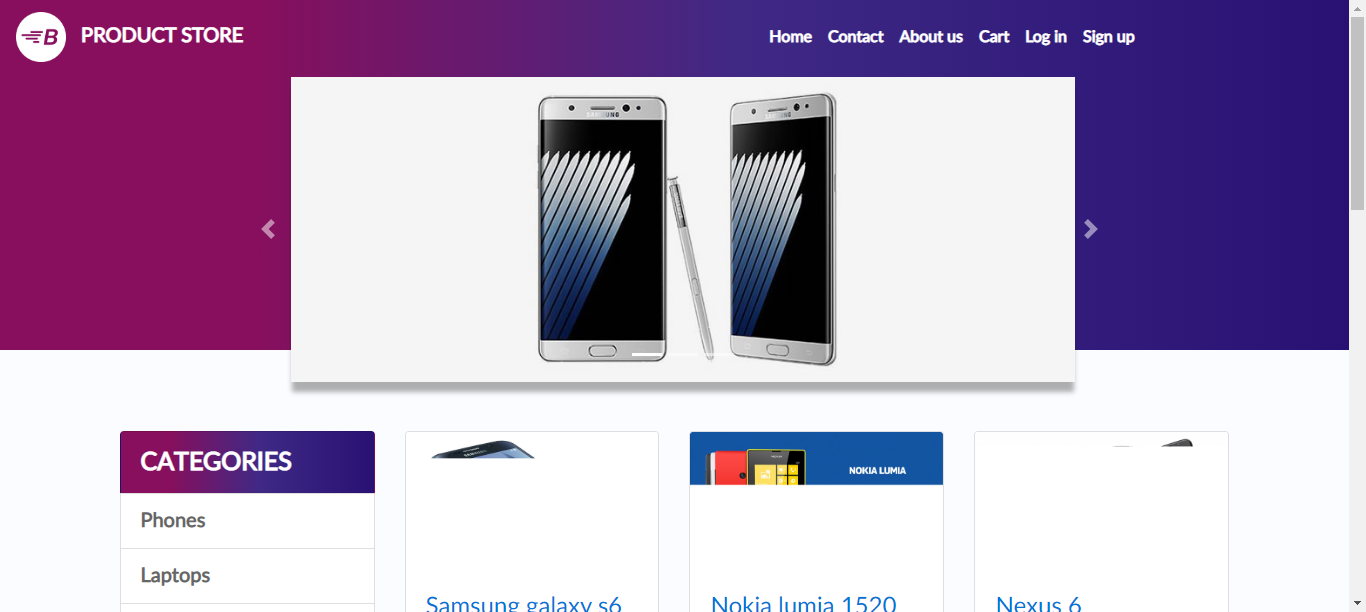 B
PRODUCT STORE
Home Contact About us Cart Log in Sign up
SAMSUNG
SAMSUNG
CATEGORIES
Phones
Laptops
NOKIA LUMIA
Samsung galaxy s6
Nokia lumia 1520
Nexus 6